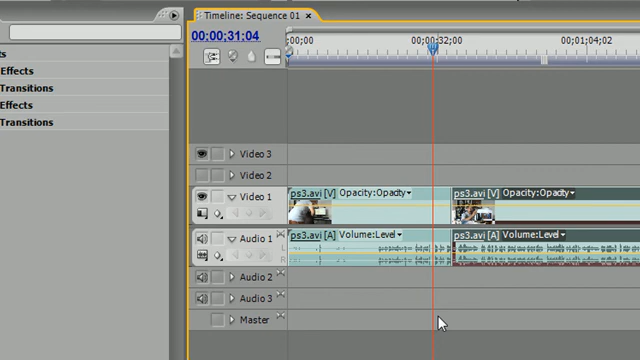 Timeline: Sequence 01 ×
00;00;31;04
;00;00
00;00;32;00
00;01;04;02
ts
Effects
Transitions
Effects
Transitions
Video 3
Video 2
Video 1
ps3.avi [V] Opacity:Opacity
ps3.avi [V] Opacity:Opacity
Audio 1
ps3.avi [A] Volume:Level
ps3.avi [A] Volume:Level
L
R
Audio 2
Audio 3
Master